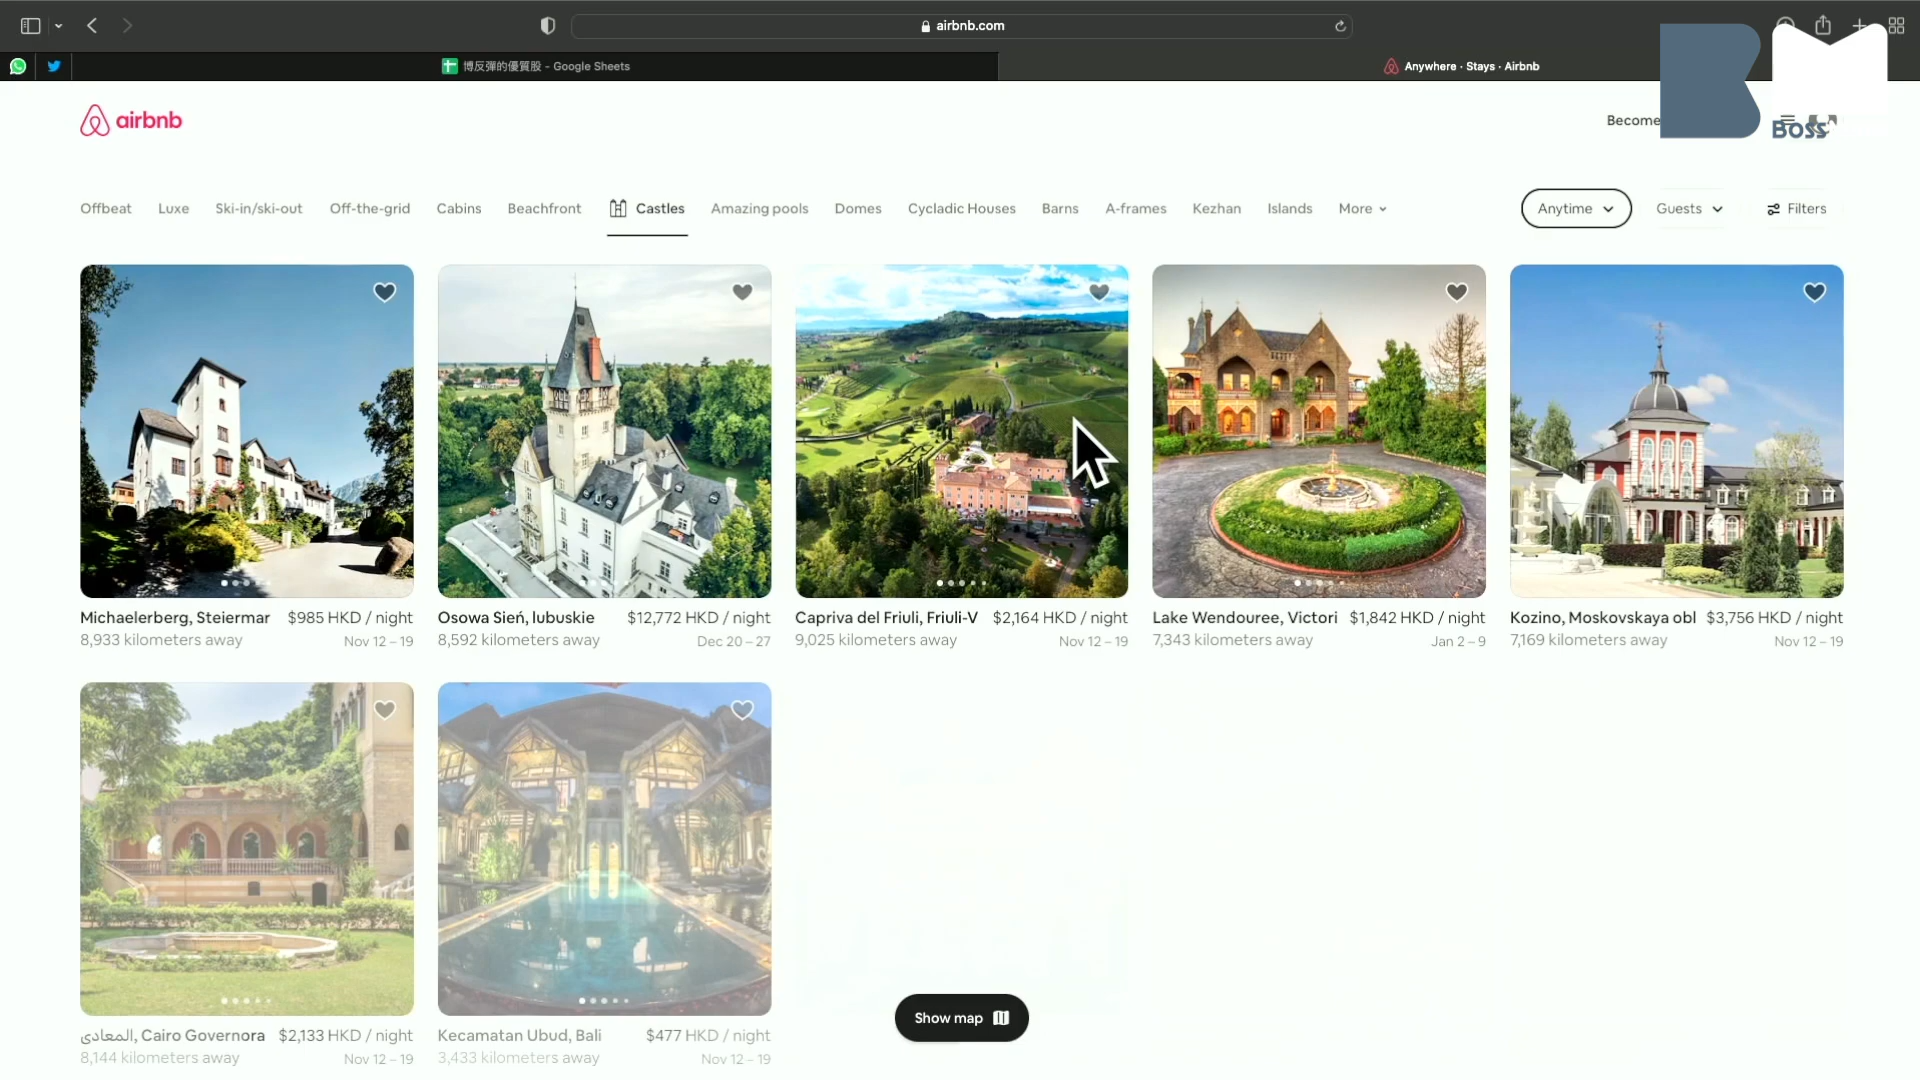 airbnb.com
博反彈的優質股 - Google Sheets
Anywhere · Stays · Airbnb
airbnb
Become
BOSS
Offbeat Luxe Ski-in/ski-out Off-the-grid Cabins Beachfront Castles Amazing pools Domes Cycladic Houses Barns A-frames Kezhan Islands More Anytime Guests Filters
Michaelerberg, Steiermar $985 HKD / night
8,933 kilometers away Nov 12 – 19
Osowa Sień, lubuskie $12,772 HKD / night
8,592 kilometers away Dec 20 – 27
Capriva del Friuli, Friuli-V $2,164 HKD / night
9,025 kilometers away Nov 12 – 19
Lake Wendouree, Victori $1,842 HKD / night
7,343 kilometers away Jan 2 – 9
Kozino, Moskovskaya obl $3,756 HKD / night
7,169 kilometers away Nov 12 – 19
المعادى, Cairo Governora $2,133 HKD / night
8,144 kilometers away Nov 12 – 19
Kecamatan Ubud, Bali $477 HKD / night
3,433 kilometers away Nov 12 – 19
Show map